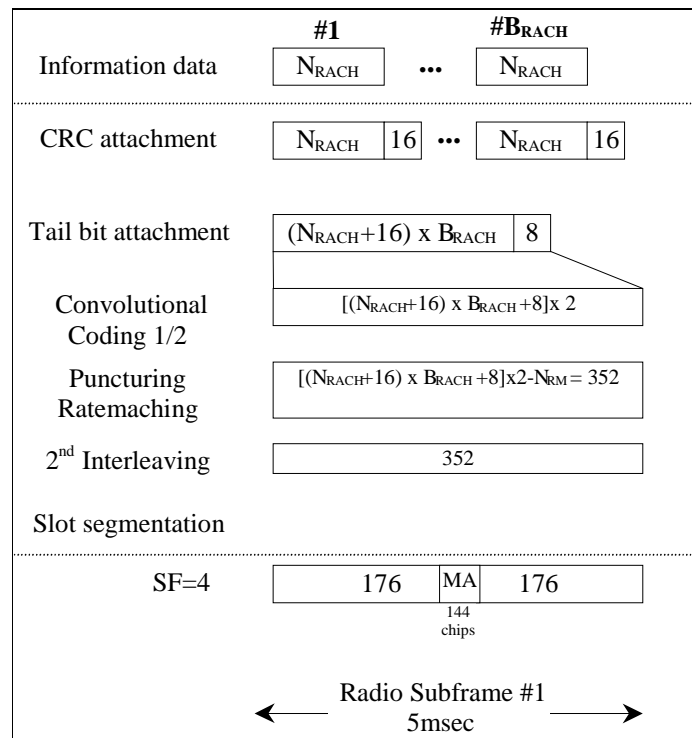 #1 #BRACH
Information data NRACH ... NRACH
CRC attachment NRACH 16 ... NRACH 16
Tail bit attachment (NRACH+16) x BRACH 8
Convolutional
Coding 1/2
[(NRACH+16) x BRACH+8]x 2
Puncturing
Ratemaching
[(NRACH+16) x BRACH+8]x2-NRM = 352
2nd Interleaving 352
Slot segmentation
SF=4 176 MA 176
144
chips
Radio Subframe #1
5msec